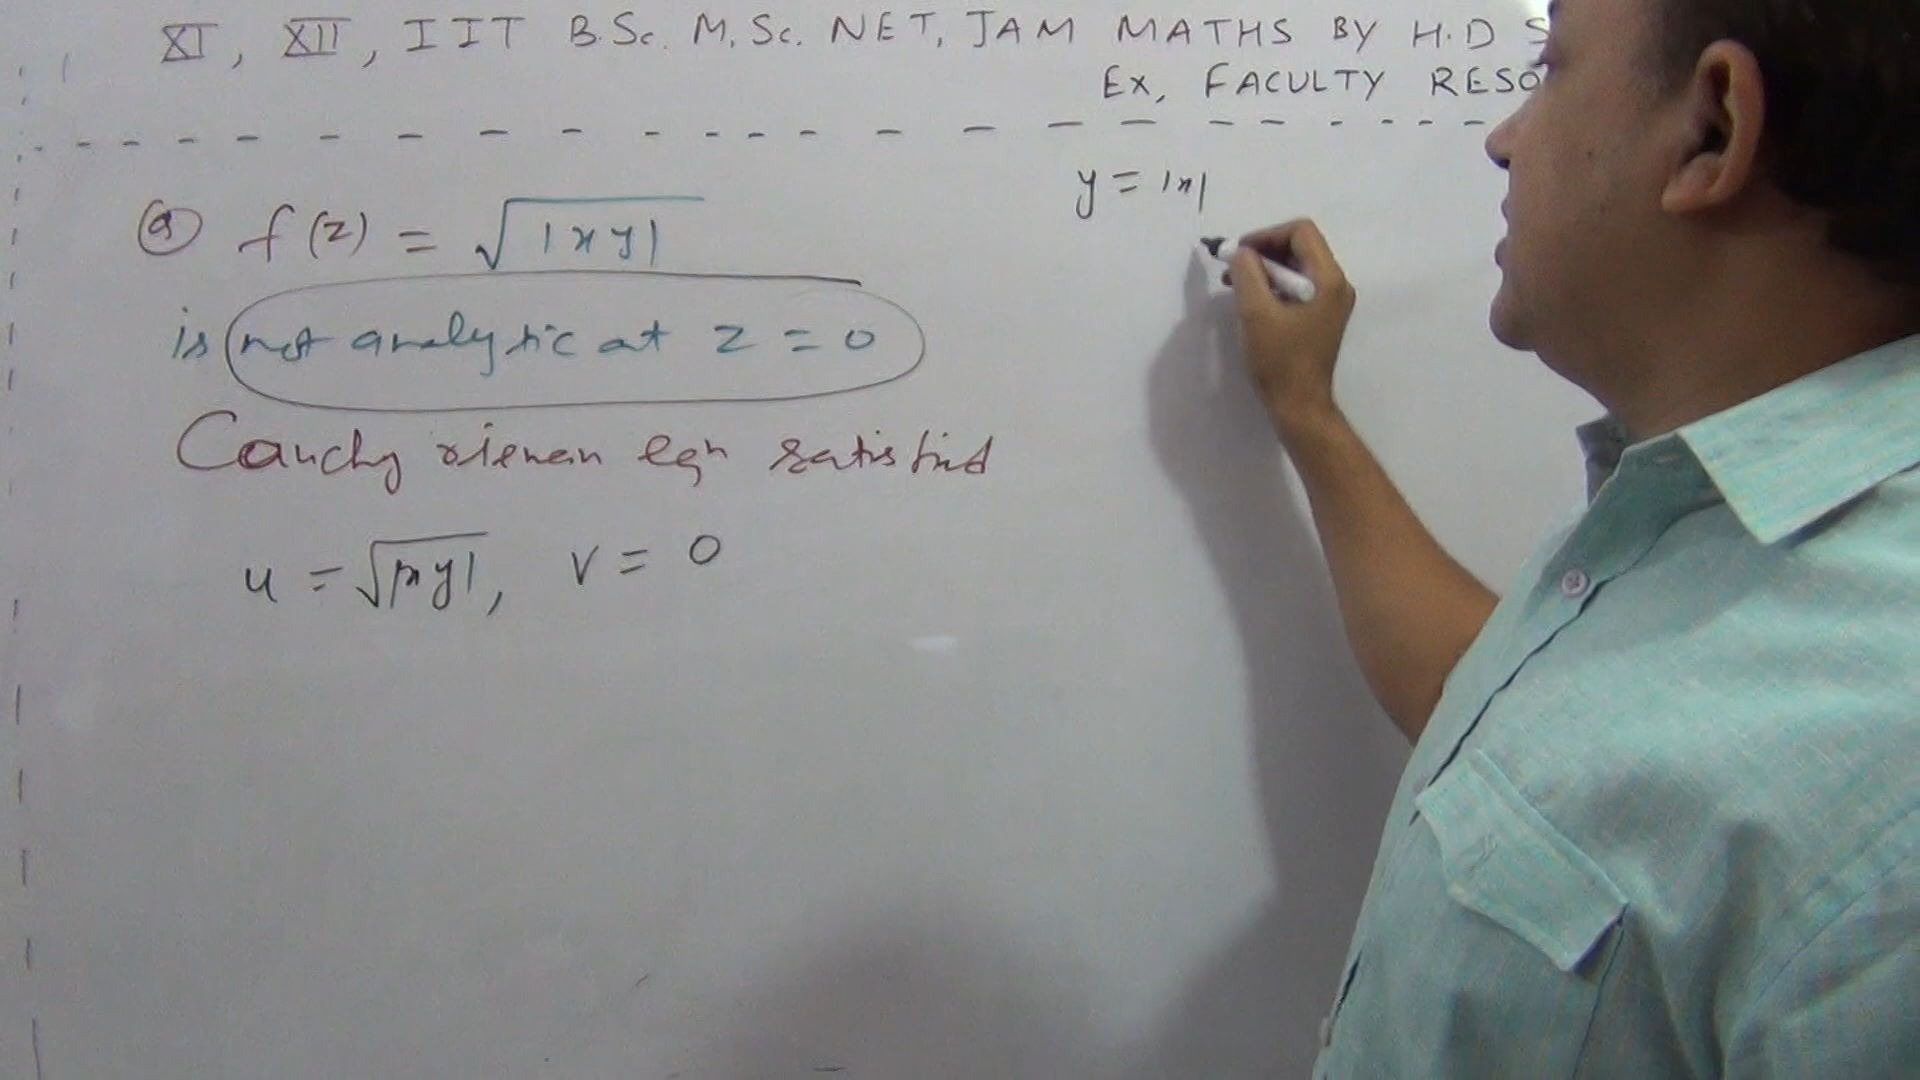 XI, XII, IIT B.Sc. M.Sc. NET, JAM MATHS BY H.D S
EX, FACULTY RESO
Q f(z) = √|xy|
is not analytic at z = 0
Cauchy riemann eqn satisfied
u = √|xy|, v = 0
y = |x|